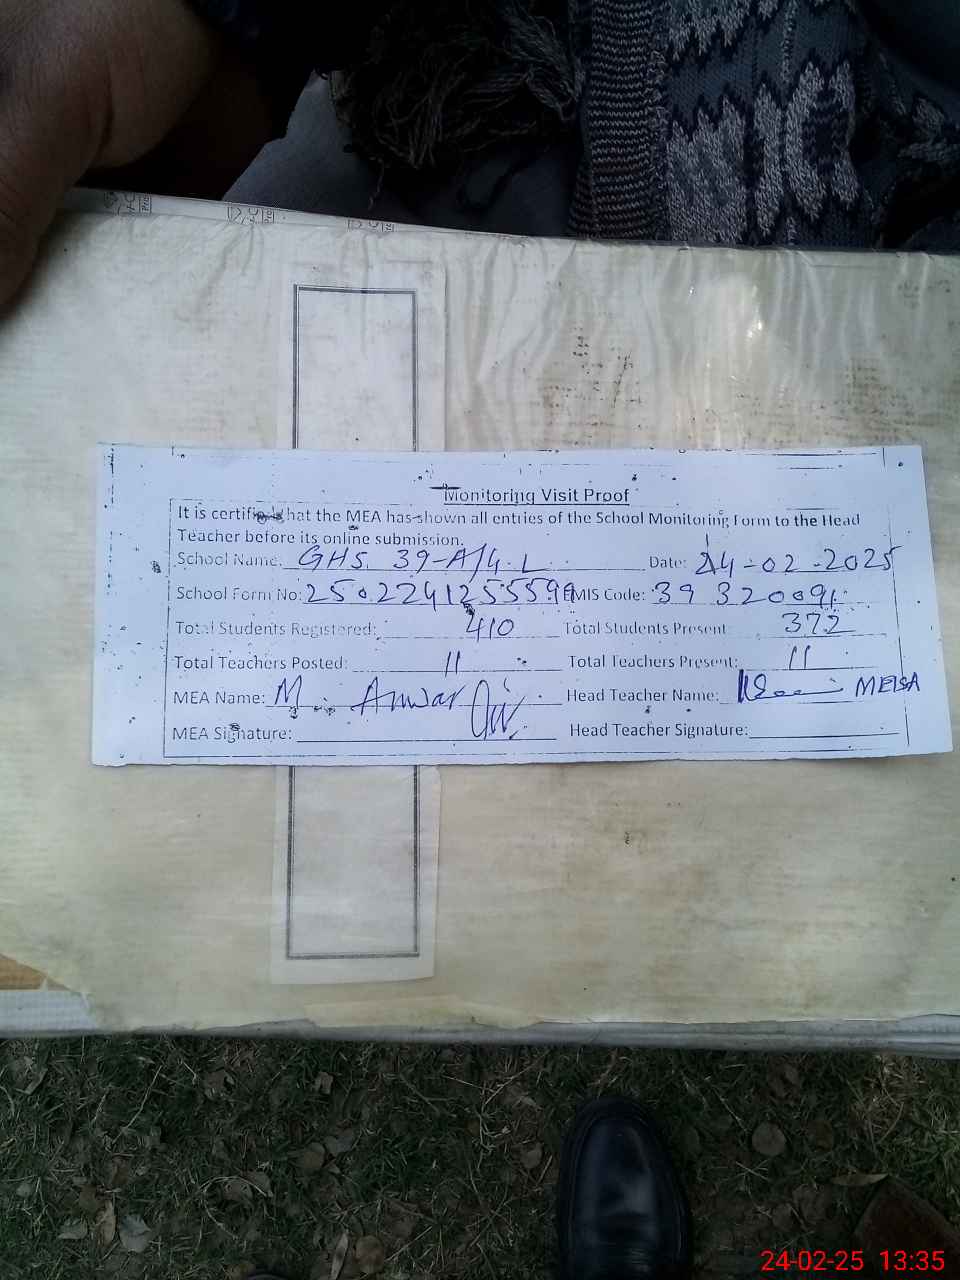 Monitoring Visit Proof
It is certified that the MEA has shown all entries of the School Monitoring Form to the Head
Teacher before its online submission.
School Name: GHS. 39-A/4.L Date: 24-02-2025
School Form No: EMIS Code: 39320091
Total Students Registered: 410 Total Students Present: 372
Total Teachers Posted: 11 Total Teachers Present: 11
MEA Name: M. Anwar Head Teacher Name:
MEA Signature: Head Teacher Signature:
24-02-25 13:35